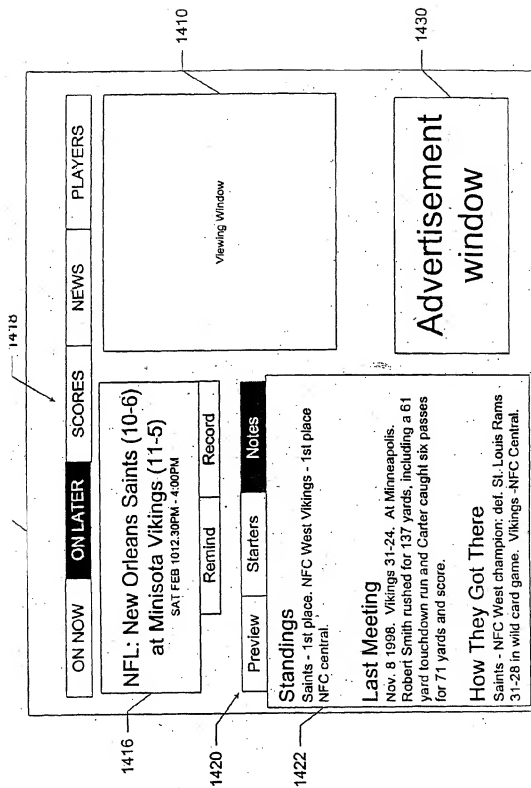 1418
ON NOW
ON LATER
SCORES
NEWS
PLAYERS
NFL: New Orleans Saints (10-6)
at Minisota Vikings (11-5)
SAT FEB 1012.30PM - 4:00PM
Remind
Record
Viewing Window
1410
1416
Preview
Starters
Notes
1420
1422
Standings
Saints - 1st place. NFC West Vikings - 1st place
NFC central.
Last Meeting
Nov. 8 1998. Vikings 31-24. At Minneapolis.
Robert Smith rushed for 137 yards, including a 61
yard touchdown run and Carter caught six passes
for 71 yards and score.
How They Got There
Saints - NFC West champion: def. St. Louis Rams
31-28 in wild card game. Vikings -NFC Central.
Advertisement
window
1430